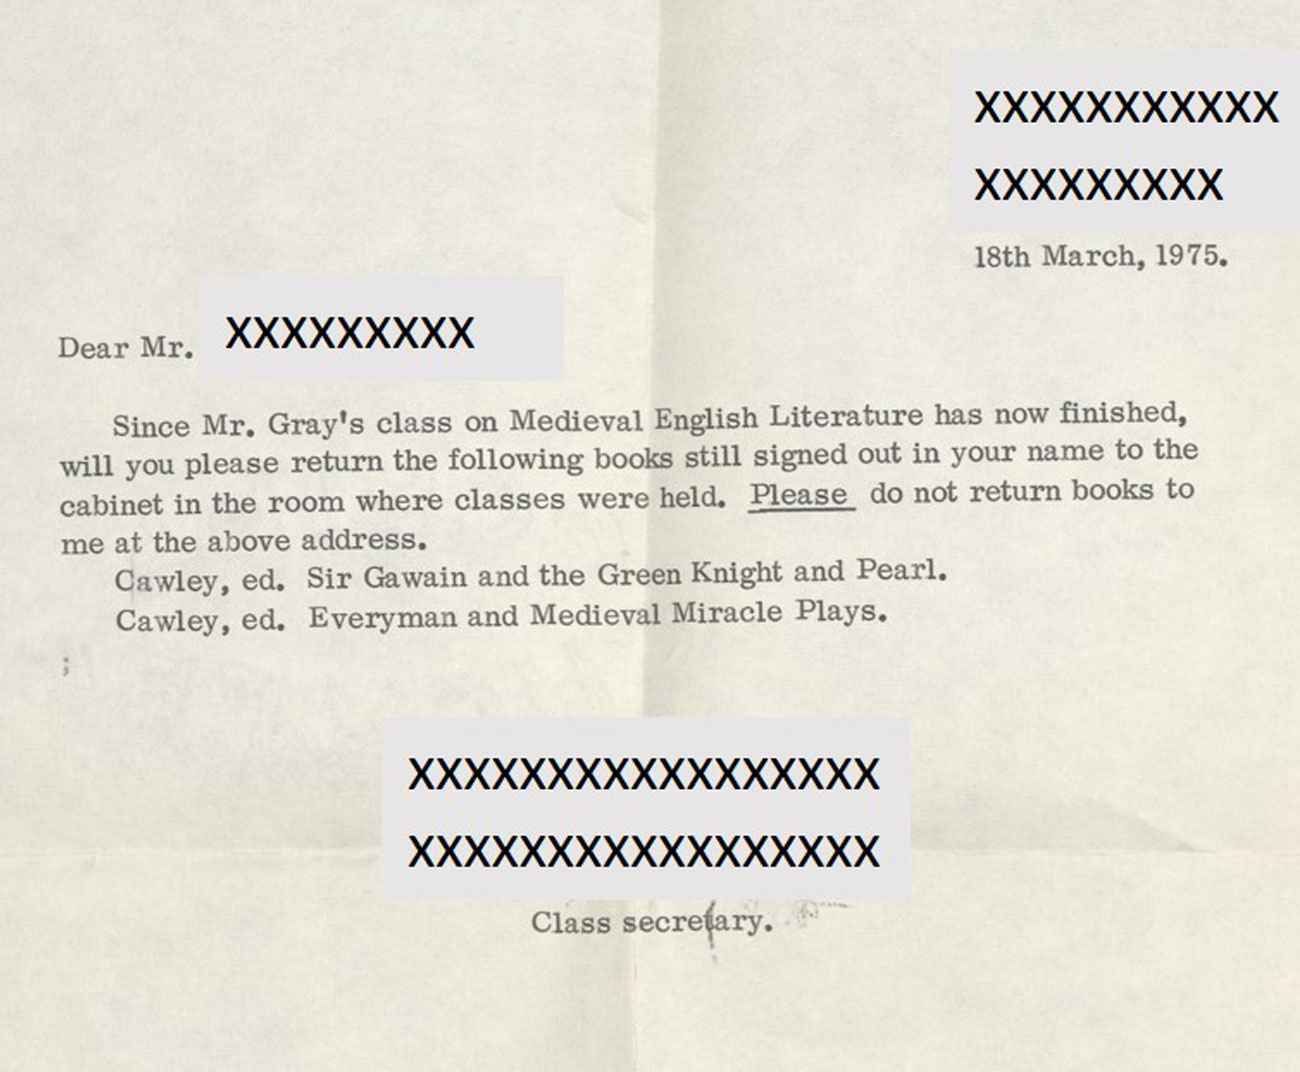 XXXXXXXXXXX
XXXXXXXXX
18th March, 1975.
Dear Mr. XXXXXXXXX
Since Mr. Gray's class on Medieval English Literature has now finished,
will you please return the following books still signed out in your name to the
cabinet in the room where classes were held. Please do not return books to
me at the above address.
Cawley, ed. Sir Gawain and the Green Knight and Pearl.
Cawley, ed. Everyman and Medieval Miracle Plays.
;
XXXXXXXXXXXXXXXXX
XXXXXXXXXXXXXXXXX
Class secretary.